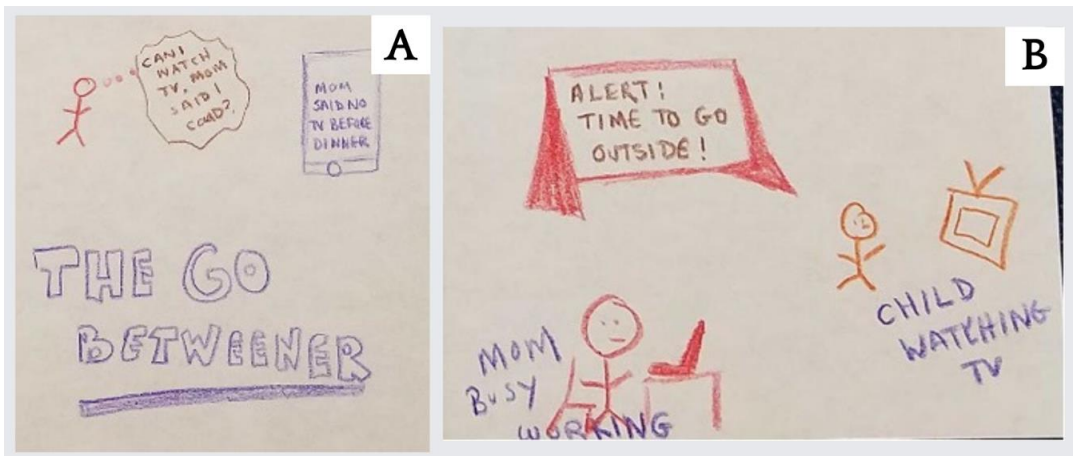 A
CAN I
WATCH
TV, MOM
SAID I
COULD?
MOM
SAID NO
TV BEFORE
DINNER
THE GO
BETWEENER
B
ALERT!
TIME TO GO
OUTSIDE!
CHILD
WATCHING
TV
MOM
BUSY
WORKING